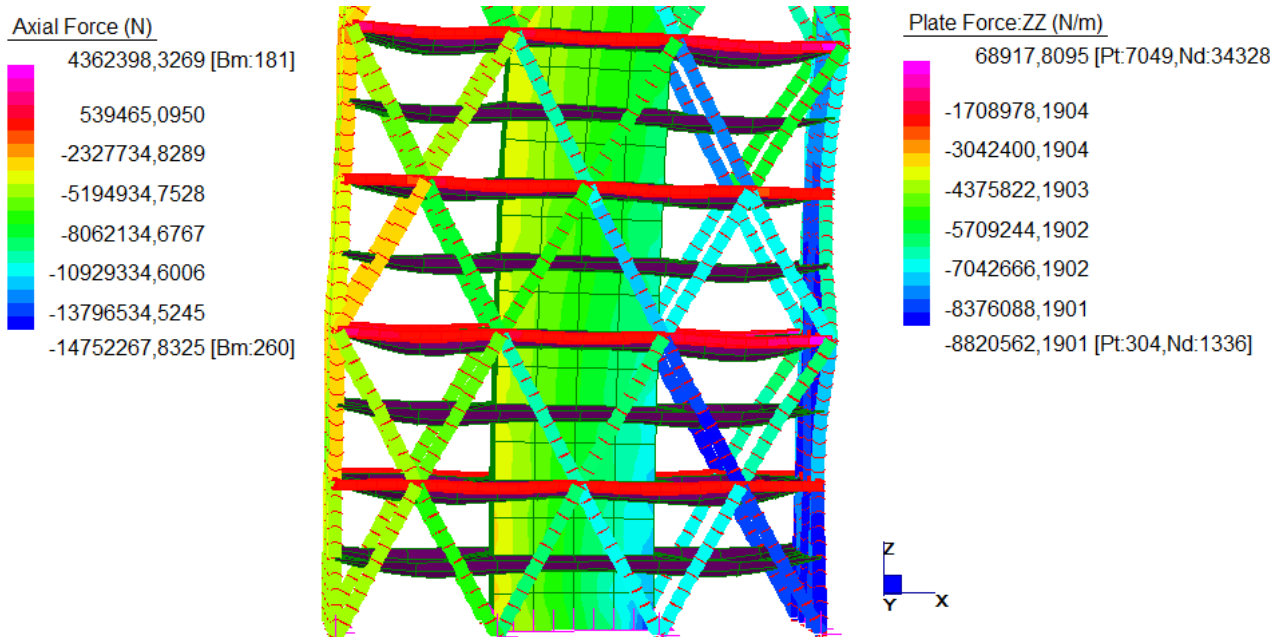 Axial Force (N)
4362398,3269 [Bm:181]
539465,0950
-2327734,8289
-5194934,7528
-8062134,6767
-10929334,6006
-13796534,5245
-14752267,8325 [Bm:260]
Plate Force:ZZ (N/m)
68917,8095 [Pt:7049,Nd:34328
-1708978,1904
-3042400,1904
-4375822,1903
-5709244,1902
-7042666,1902
-8376088,1901
-8820562,1901 [Pt:304,Nd:1336]
Z
Y
X